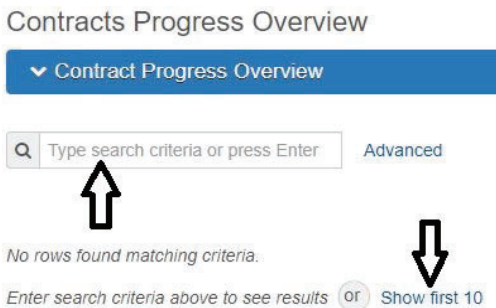 Contracts Progress Overview
Contract Progress Overview
Type search criteria or press Enter Advanced
No rows found matching criteria.
Enter search criteria above to see results or Show first 10